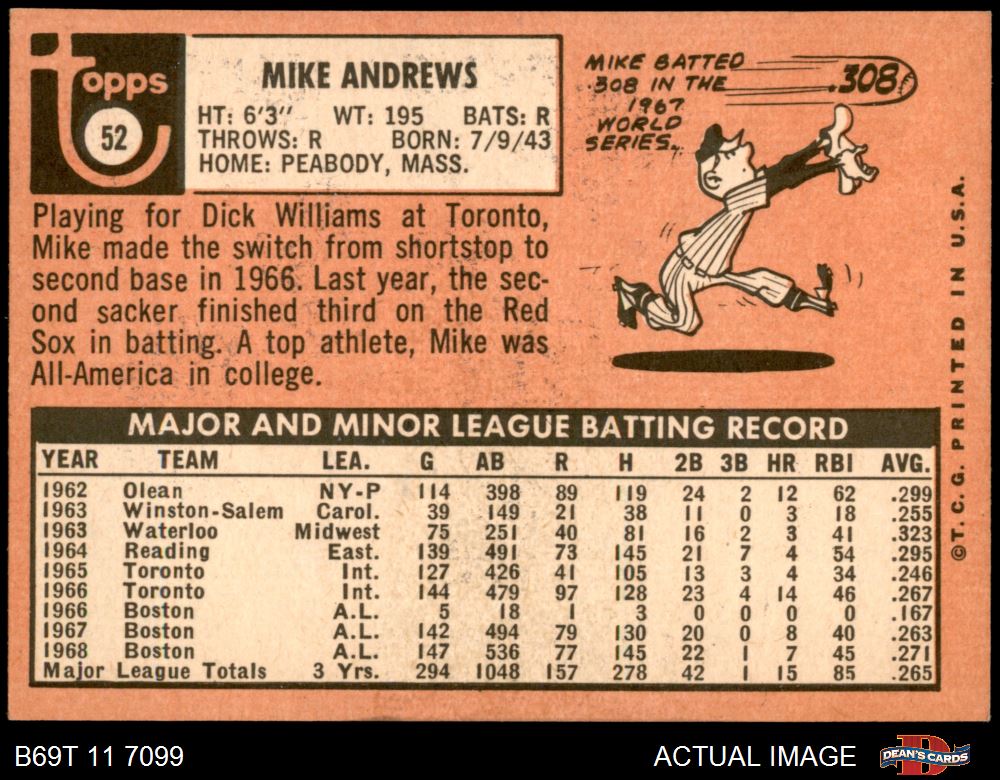 Topps
52
MIKE ANDREWS
HT: 6'3" WT: 195 BATS: R
THROWS: R BORN: 7/9/43
HOME: PEABODY, MASS.
MIKE BATTED
.308 IN THE
1967
WORLD
SERIES.
.308
Playing for Dick Williams at Toronto,
Mike made the switch from shortstop to
second base in 1966. Last year, the sec-
ond sacker finished third on the Red
Sox in batting. A top athlete, Mike was
All-America in college.
MAJOR AND MINOR LEAGUE BATTING RECORD
YEAR TEAM LEA. G AB R H 2B 3B HR RBI AVG.
1962 Olean NY-P 114 398 89 119 24 2 12 62 .299
1963 Winston-Salem Carol. 39 149 21 38 11 0 3 18 .255
1963 Waterloo Midwest 75 251 40 81 16 2 3 41 .323
1964 Reading East. 139 491 73 145 21 7 4 54 .295
1965 Toronto Int. 127 426 41 105 13 3 4 34 .246
1966 Toronto Int. 144 479 97 128 23 4 14 46 .267
1966 Boston A.L. 5 18 1 3 0 0 0 0 .167
1967 Boston A.L. 142 494 79 130 20 0 8 40 .263
1968 Boston A.L. 147 536 77 145 22 1 7 45 .271
Major League Totals 3 Yrs. 294 1048 157 278 42 1 15 85 .265
©T.C.G. PRINTED IN U.S.A.
B69T 11 7099
ACTUAL IMAGE
DEAN'S CARDS